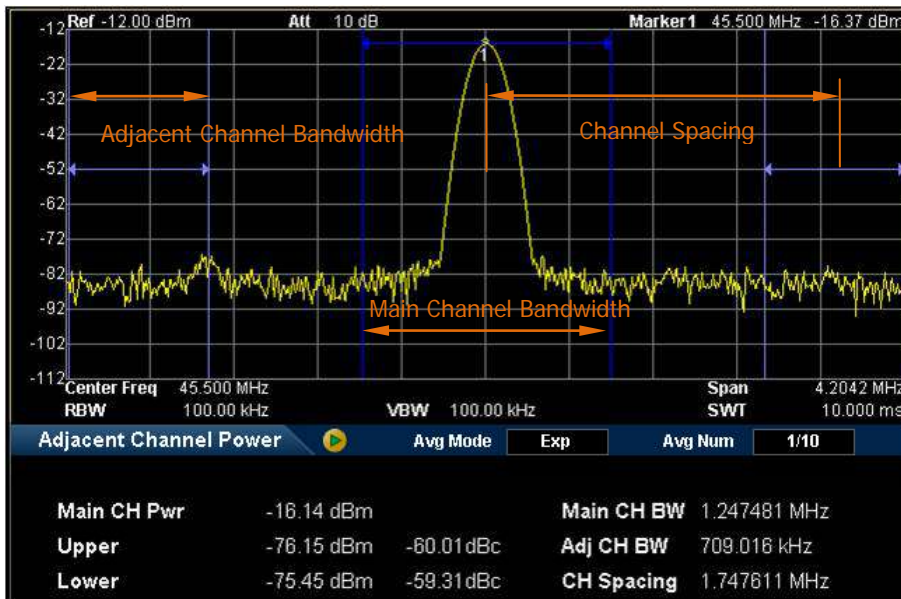 Ref -12.00 dBm Att 10 dB Marker1 45.500 MHz -16.37 dBm
-12
1
-22
-32
Adjacent Channel Bandwidth Channel Spacing
-42
-52
-62
-72
-82
-92
Main Channel Bandwidth
-102
-112
Center Freq 45.500 MHz Span 4.2042 MHz
RBW 100.00 kHz VBW 100.00 kHz SWT 10.000 ms
Adjacent Channel Power Avg Mode Exp Avg Num 1/10
Main CH Pwr -16.14 dBm Main CH BW 1.247481 MHz
Upper -76.15 dBm -60.01dBc Adj CH BW 709.016 kHz
Lower -75.45 dBm -59.31dBc CH Spacing 1.747611 MHz